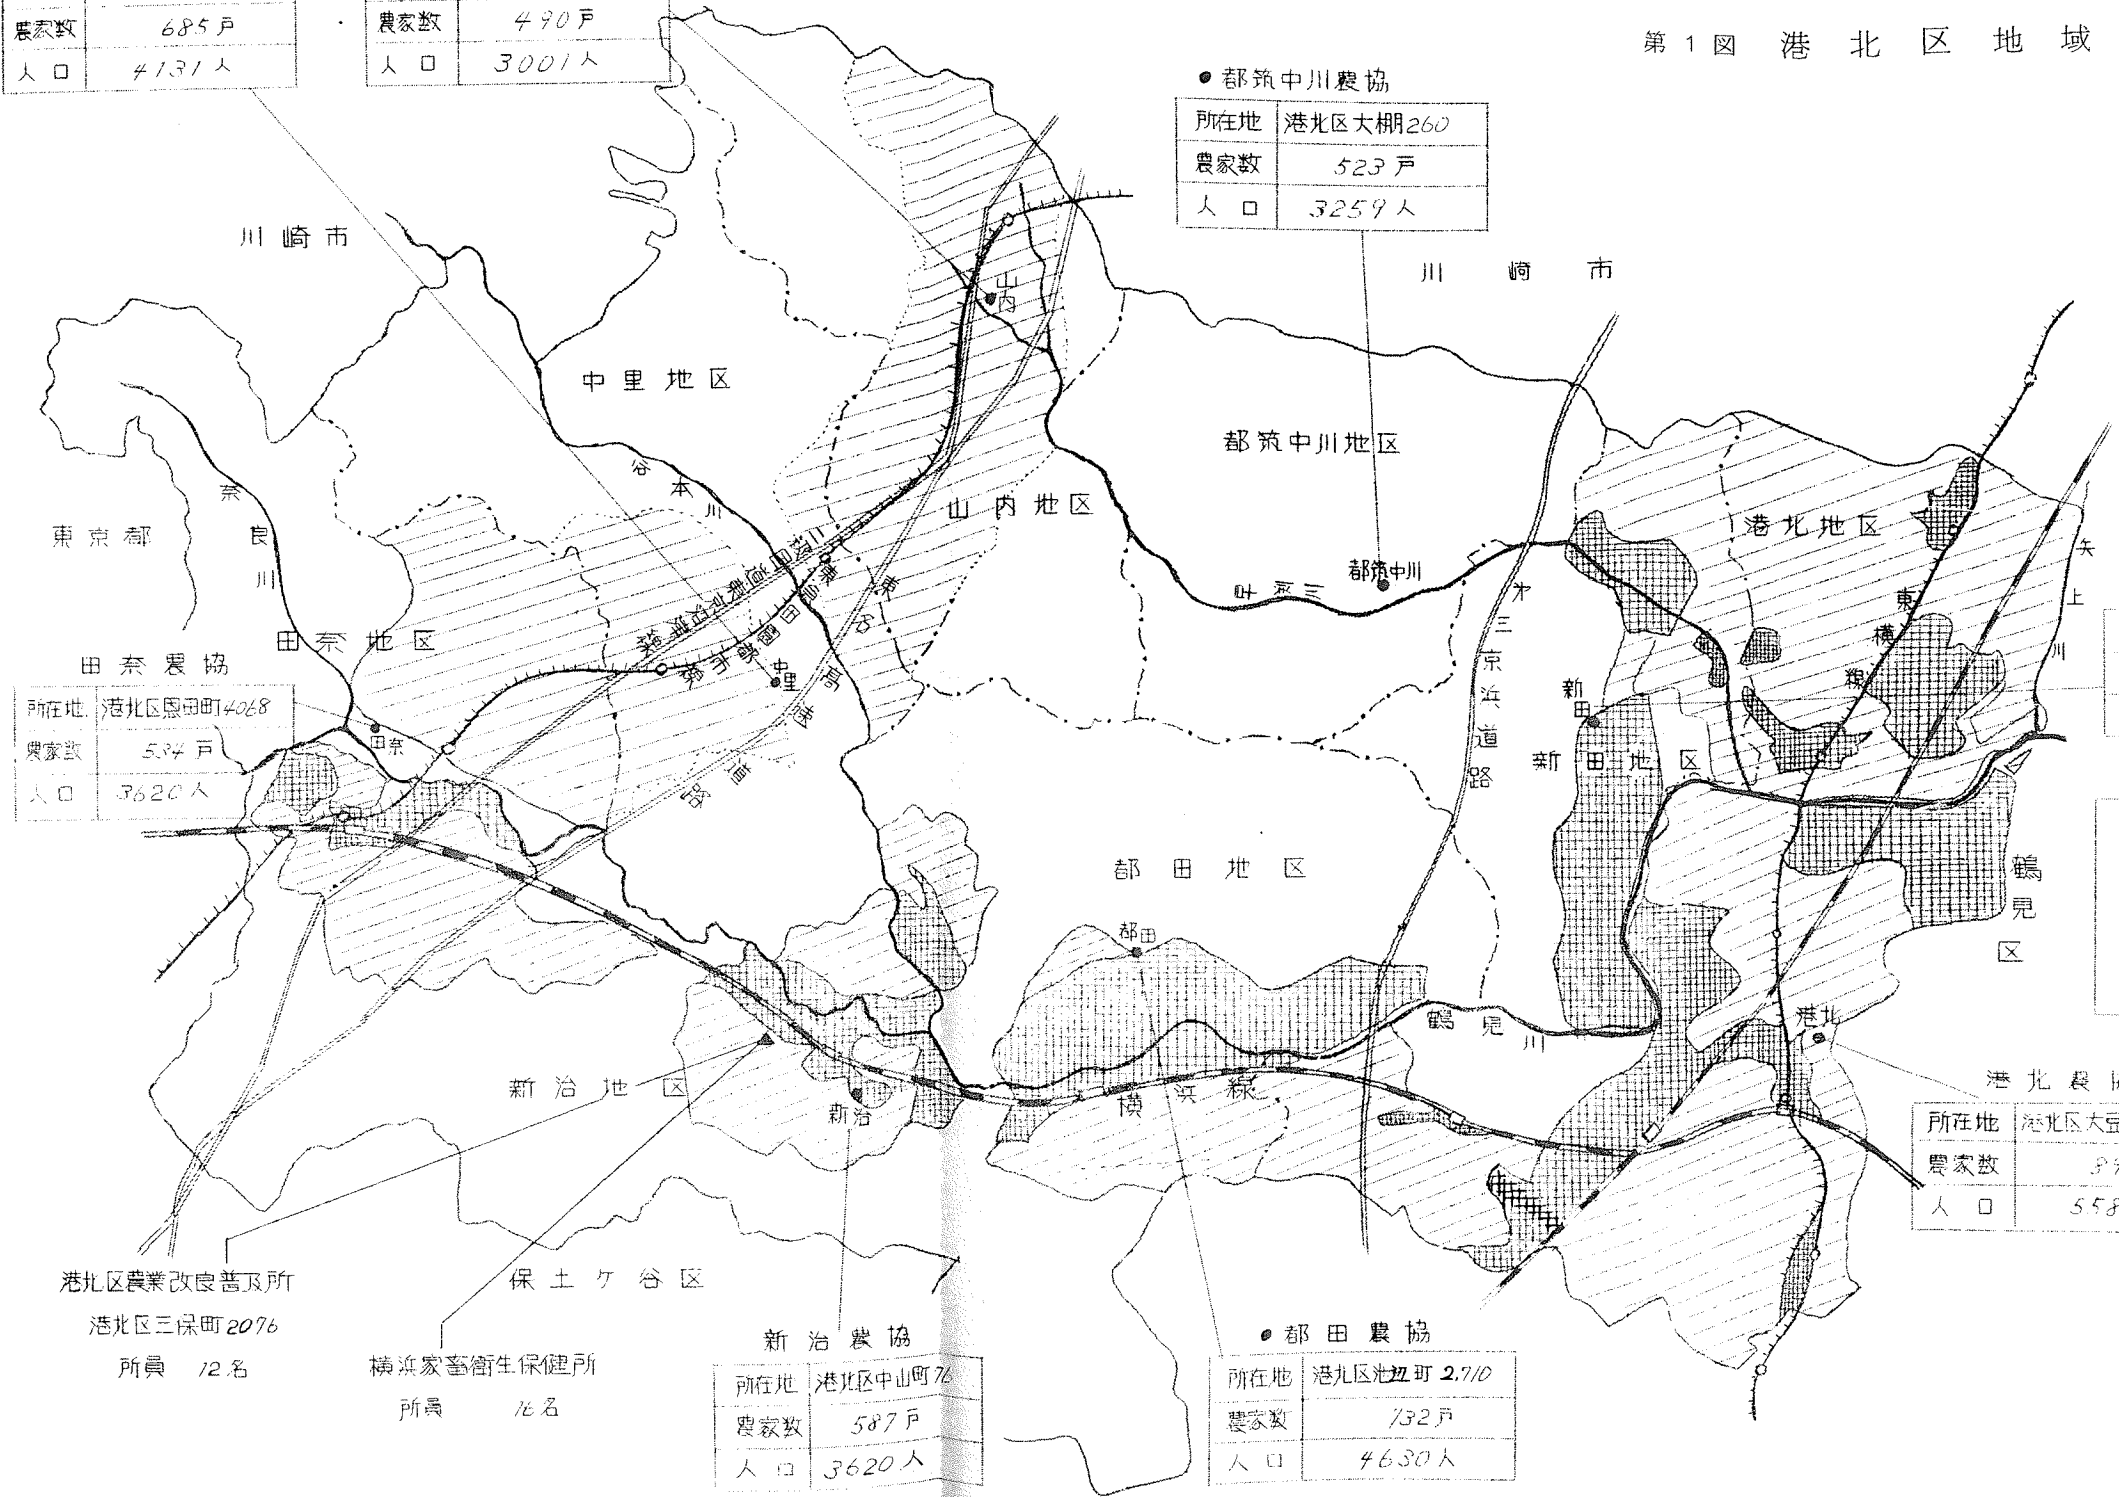 第1図 港北区地域
農家数 685戸
人口 4131人
農家数 490戸
人口 3001人
●都筑中川農協
所在地 港北区大棚260
農家数 523戸
人口 3259人
川崎市
川崎市
山内
中里地区
都筑中川地区
谷本川
山内地区
港北地区
奈良川
東京都
矢上川
都筑中川
東名高速道路
東横線
才三京浜道路
田奈地区
中里
新田
新田地区
田奈農協
所在地 港北区恩田町4068
農家数 534戸
人口 3620人
田奈
都田地区
鶴見区
都田
鶴見川
港北
新治地区
新治
横浜線
港北農
所在地 港北区大豆
農家数
人口 558
港北区農業改良普及所
港北区三保町2076
所員 12名
保土ケ谷区
横浜家畜衛生保健所
所員 16名
新治農協
所在地 港北区中山町76
農家数 587戸
人口 3620人
●都田農協
所在地 港北区池辺町2,710
農家数 732戸
人口 4630人